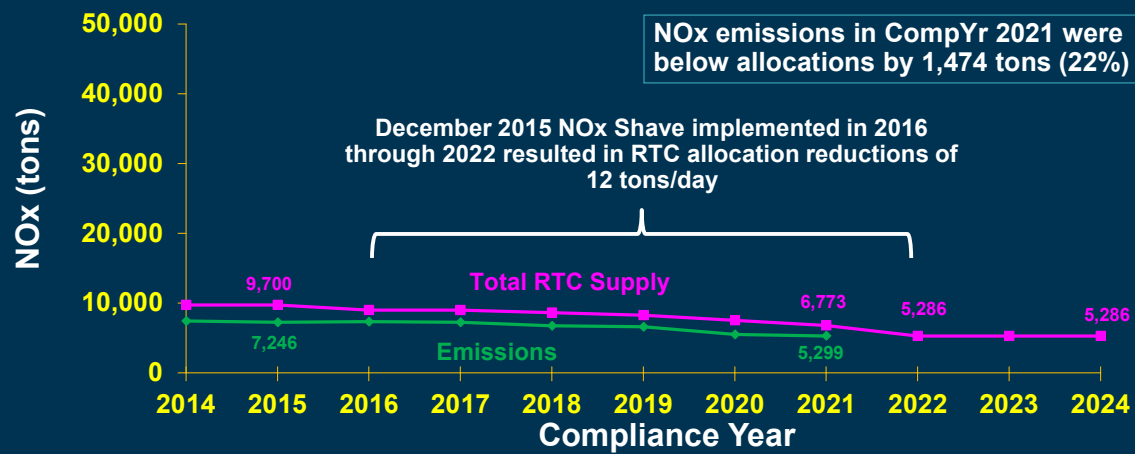 50,000
NOx emissions in CompYr 2021 were
below allocations by 1,474 tons (22%)
40,000
December 2015 NOx Shave implemented in 2016
through 2022 resulted in RTC allocation reductions of
12 tons/day
30,000
NOx (tons)
20,000
Total RTC Supply
9,700
6,773
5,286
5,286
10,000
7,246
Emissions
5,299
0
2014 2015 2016 2017 2018 2019 2020 2021 2022 2023 2024
Compliance Year